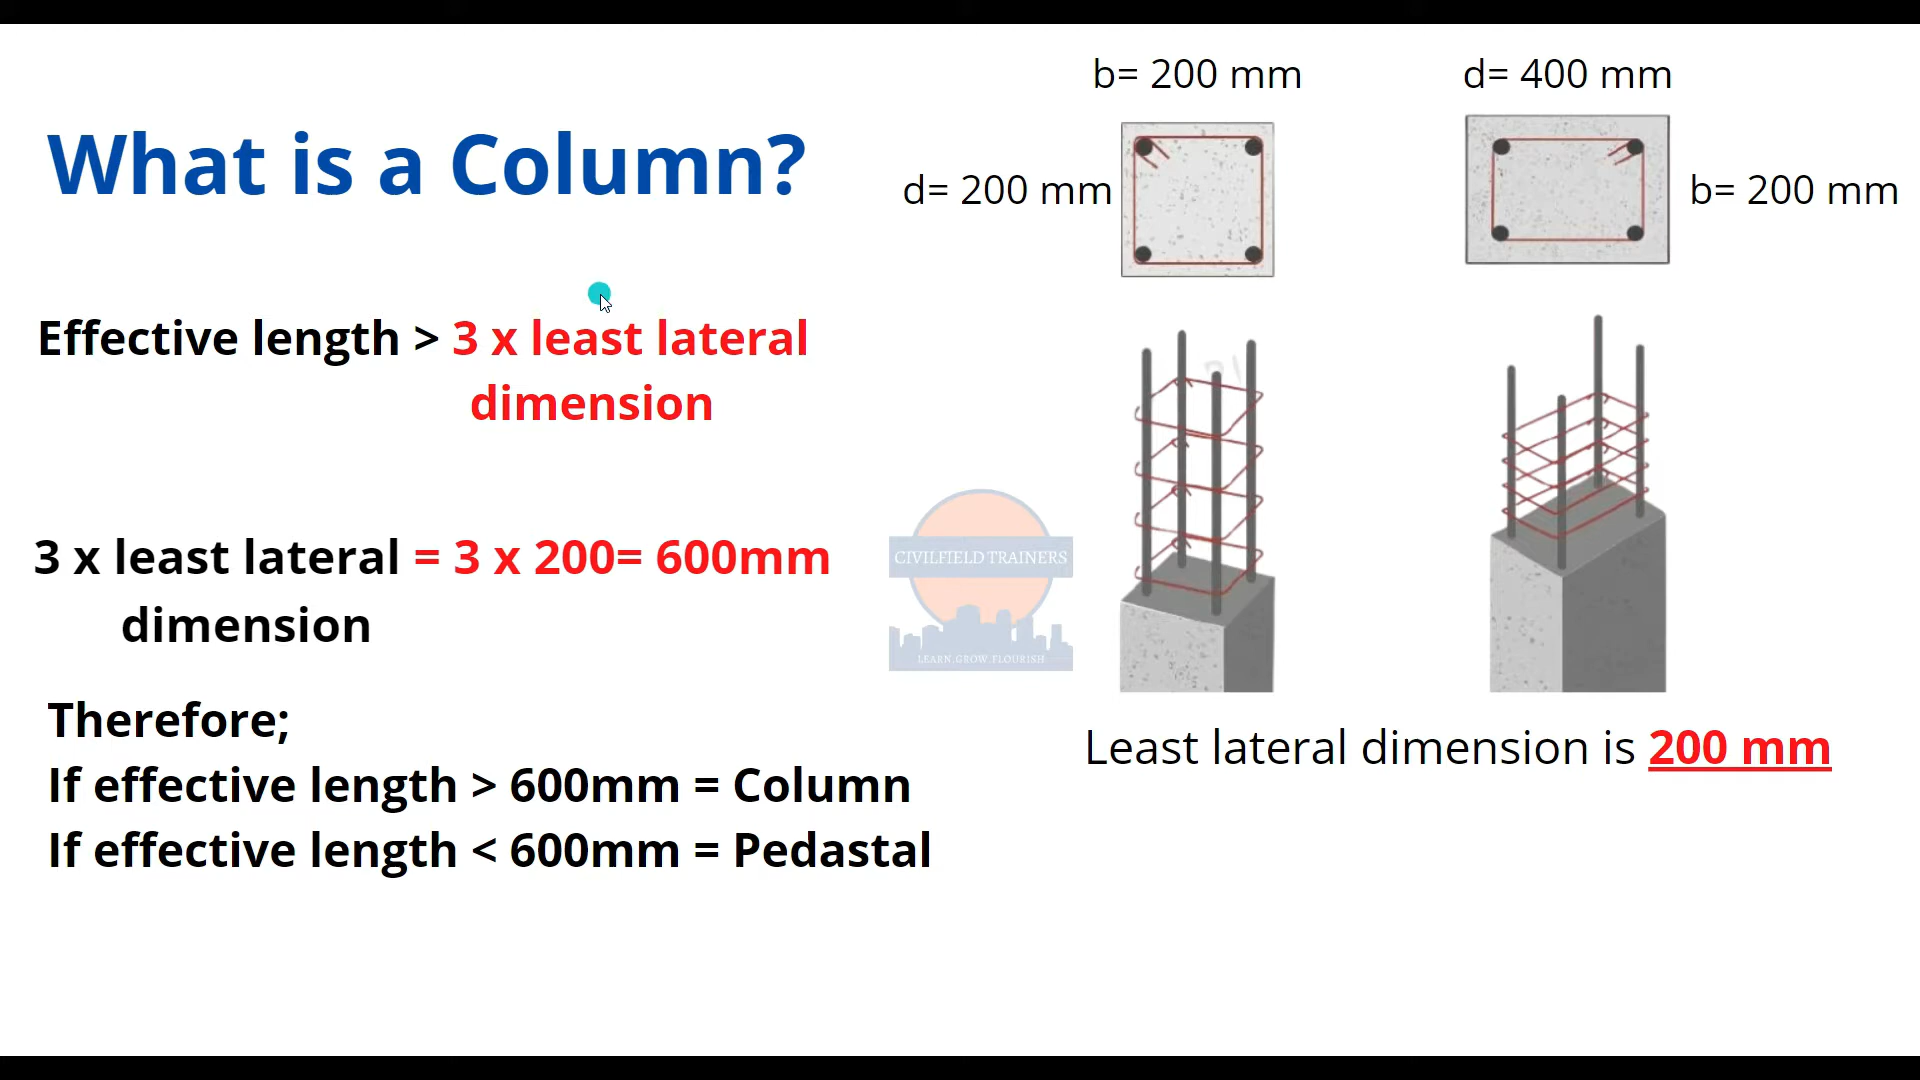 What is a Column?
Effective length > 3 x least lateral
dimension
3 x least lateral = 3 x 200= 600mm
dimension
Therefore;
If effective length > 600mm = Column
If effective length < 600mm = Pedastal
b= 200 mm
d= 200 mm
d= 400 mm
b= 200 mm
CIVILFIELD TRAINERS
LEARN.GROW.FLOURISH
Least lateral dimension is 200 mm